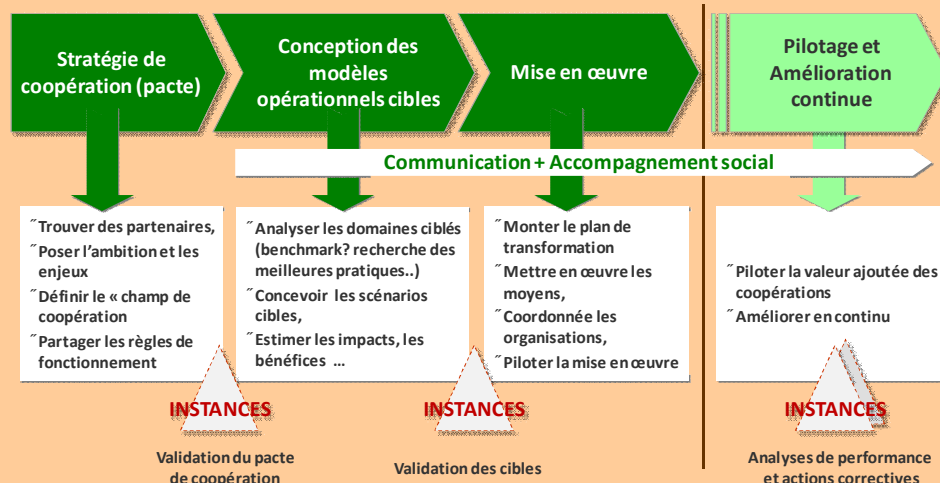 Stratégie de
coopération (pacte)
Conception des
modèles
opérationnels cibles
Mise en œuvre
Pilotage et
Amélioration
continue
Communication + Accompagnement social
˝Trouver des partenaires,
˝Poser l’ambition et les
enjeux
˝Définir le « champ de
coopération
˝Partager les règles de
fonctionnement
˝Analyser les domaines ciblés
(benchmark? recherche des
meilleures pratiques..)
˝Concevoir les scénarios
cibles,
˝Estimer les impacts, les
bénéfices …
˝Monter le plan de
transformation
˝Mettre en œuvre les
moyens,
˝Coordonnée les
organisations,
˝Piloter la mise en œuvre
˝Piloter la valeur ajoutée des
coopérations
˝Améliorer en continu
INSTANCES
INSTANCES
INSTANCES
Validation du pacte
de coopération
Validation des cibles
Analyses de performance
et actions correctives